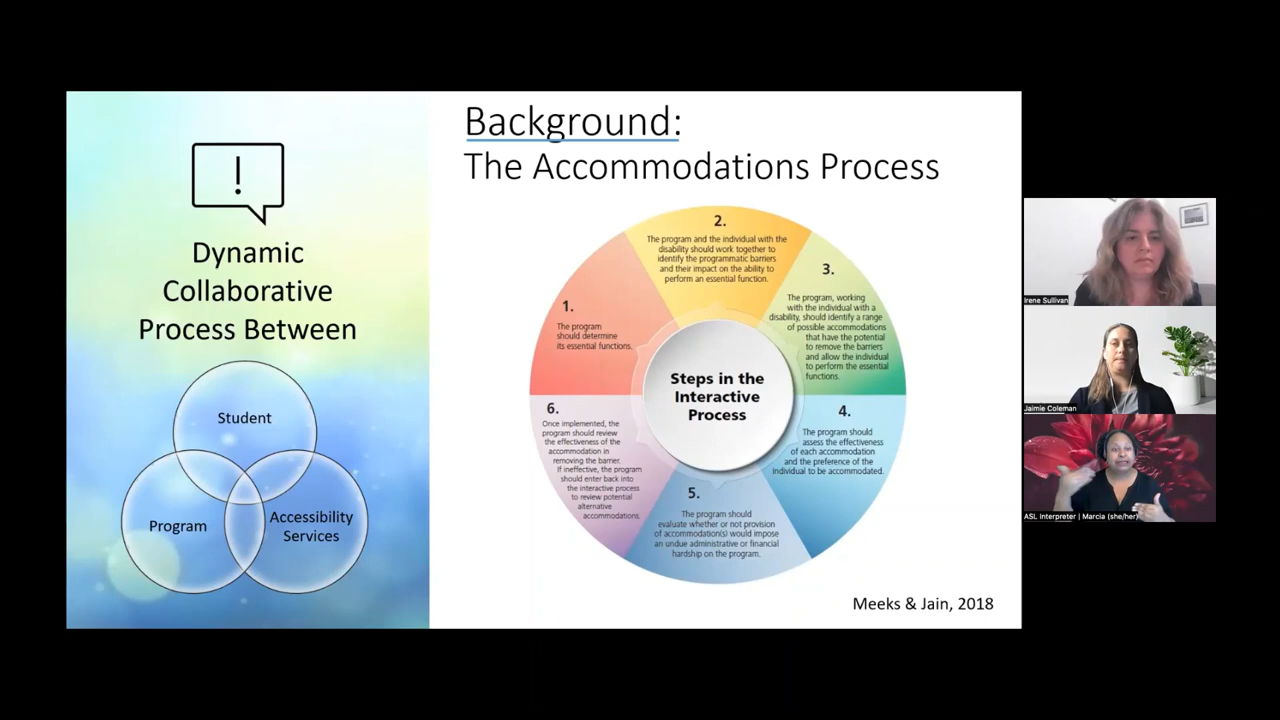 !
Dynamic
Collaborative
Process Between
Student
Program
Accessibility
Services
Background:
The Accommodations Process
1.
The program
should determine
its essential functions.
2.
The program and the individual with the
disability should work together to
identify the programmatic barriers
and their impact on the ability to
perform an essential function.
3.
The program, working
with the individual with a
disability, should identify a range
of possible accommodations
that have the potential
to remove the barriers
and allow the individual
to perform the essential
functions.
4.
The program should
assess the effectiveness
of each accommodation
and the preference of the
individual to be accommodated.
5.
The program should
evaluate whether or not provision
of accommodation(s) would impose
an undue administrative or financial
hardship on the program.
6.
Once implemented, the
program should review
the effectiveness of the
accommodation in
removing the barrier.
If ineffective, the program
should enter back into
the interactive process
to review potential
alternative
accommodations.
Steps in the
Interactive
Process
Meeks & Jain, 2018
Irene Sullivan
Jaimie Coleman
ASL Interpreter | Marcia (she/her)